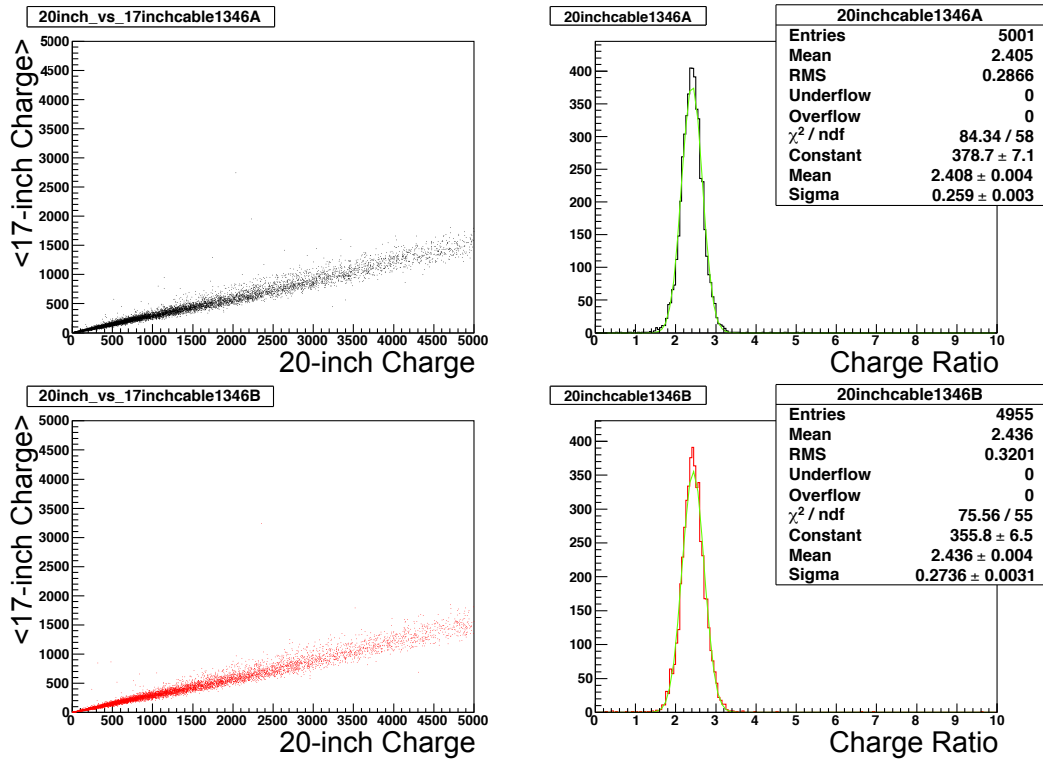 20inch_vs_17inchcable1346A
5000
4500
4000
3500
3000
2500
2000
1500
1000
500
0
0 500 1000 1500 2000 2500 3000 3500 4000 4500 5000
<17-inch Charge>
20-inch Charge
20inchcable1346A
400
350
300
250
200
150
100
50
0
0 1 2 3 4 5 6 7 8 9 10
Charge Ratio
20inchcable1346A
Entries 5001
Mean 2.405
RMS 0.2866
Underflow 0
Overflow 0
χ² / ndf 84.34 / 58
Constant 378.7 ± 7.1
Mean 2.408 ± 0.004
Sigma 0.259 ± 0.003
20inch_vs_17inchcable1346B
5000
4500
4000
3500
3000
2500
2000
1500
1000
500
0
0 500 1000 1500 2000 2500 3000 3500 4000 4500 5000
<17-inch Charge>
20-inch Charge
20inchcable1346B
400
350
300
250
200
150
100
50
0
0 1 2 3 4 5 6 7 8 9 10
Charge Ratio
20inchcable1346B
Entries 4955
Mean 2.436
RMS 0.3201
Underflow 0
Overflow 0
χ² / ndf 75.56 / 55
Constant 355.8 ± 6.5
Mean 2.436 ± 0.004
Sigma 0.2736 ± 0.0031